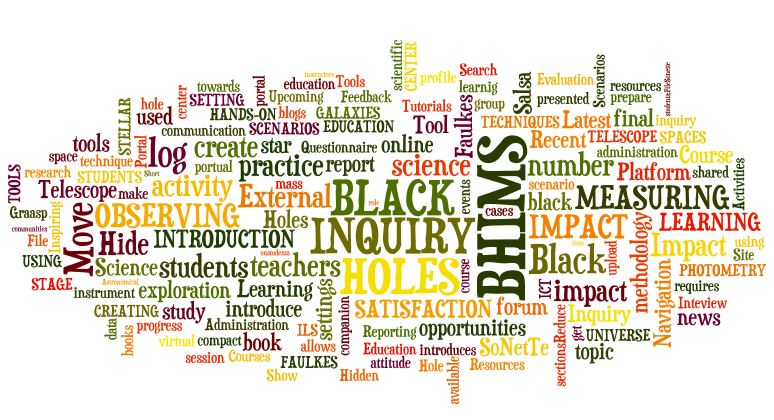 instructors
scientific
CENTER
profile
Search
learnig
group
Salsa
Evaluation
presented
Scenarios
resources
prepare
towards
portal
education
Tools
center
SETTING
Upcoming
Feedback
Tutorials
hole
used
HANDS-ON
blogs
GALAXIES
Tool
Faulkes
TECHNIQUES
Latest
final
inquiry
STELLAR
communication
SCENARIOS
EDUCATION
Recent
TELESCOPE
SPACES
tools
Portal
log
create
star
Questionnaire
online
administration
Course
space
technique
practice
report
science
number
Platform
shared
TOOLS
research
STUDENTS
Short
portual
mass
events
BHIMS
scenario
Activities
Telescope
make
activity
External
BLACK
role
cases
black
MEASURING
Graasp
Inspiring
Move
OBSERVING
Holes
INQUIRY
IMPACT
LEARNING
communities
File
Hide
INTRODUCTION
methodology
Impact
using
Site
USING
Science
students
teachers
HOLES
course
Black
time
upload
PHOTOMETRY
STAGE
instrument
Astronomical
exploration
Learning
settings
ICT
impact
Navigation
requires
CREATING
study
introduce
SATISFACTION
forum
Inteview
data
progress
Administration
ILS
companion
Reporting
opportunities
Inquiry
news
books
virtual
compact
book
allows
SoNetTe
sectionsReduce
get
UNIVERSE
session
Courses
FAULKES
Education
introduces
topic
attitude
Hole
available
Resources
Show
Hidden